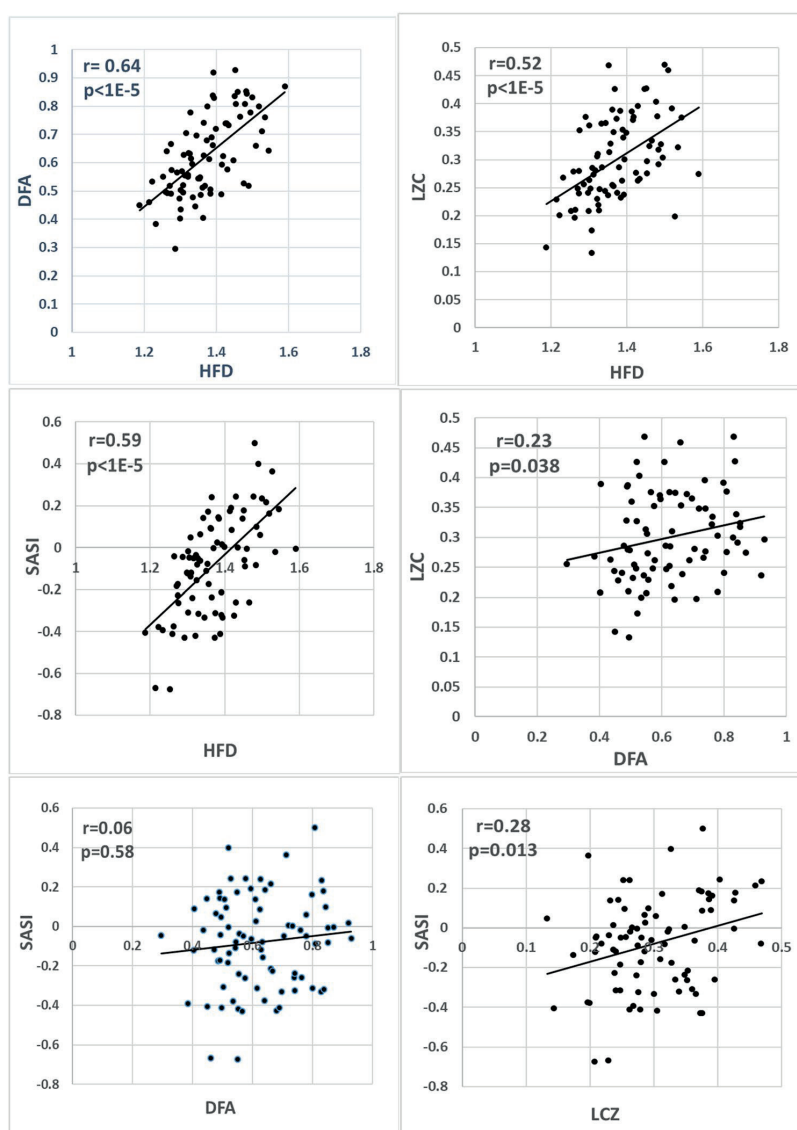 r= 0.64
p<1E-5
1
0.9
0.8
0.7
0.6
0.5
0.4
0.3
0.2
0.1
0
DFA
1 1.2 1.4 1.6 1.8
HFD
r=0.52
p<1E-5
0.5
0.45
0.4
0.35
0.3
0.25
0.2
0.15
0.1
0.05
0
LZC
1 1.2 1.4 1.6 1.8
HFD
r=0.59
p<1E-5
0.6
0.4
0.2
0
-0.2
-0.4
-0.6
-0.8
SASI
1 1.2 1.4 1.6 1.8
HFD
r=0.23
p=0.038
0.5
0.45
0.4
0.35
0.3
0.25
0.2
0.15
0.1
0.05
0
LZC
0 0.2 0.4 0.6 0.8 1
DFA
r=0.06
p=0.58
0.6
0.4
0.2
0
-0.2
-0.4
-0.6
-0.8
SASI
0 0.2 0.4 0.6 0.8 1
DFA
r=0.28
p=0.013
0.6
0.4
0.2
0
-0.2
-0.4
-0.6
-0.8
SASI
0 0.1 0.2 0.3 0.4 0.5
LCZ